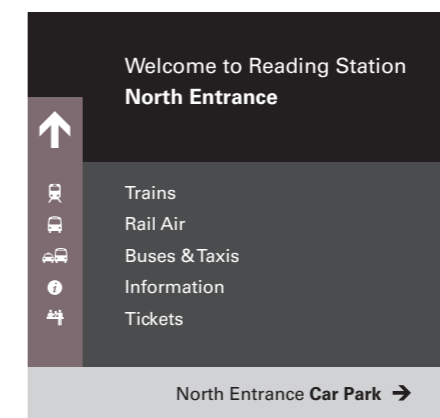 Welcome to Reading Station
North Entrance
Trains
Rail Air
Buses & Taxis
Information
Tickets
North Entrance Car Park →